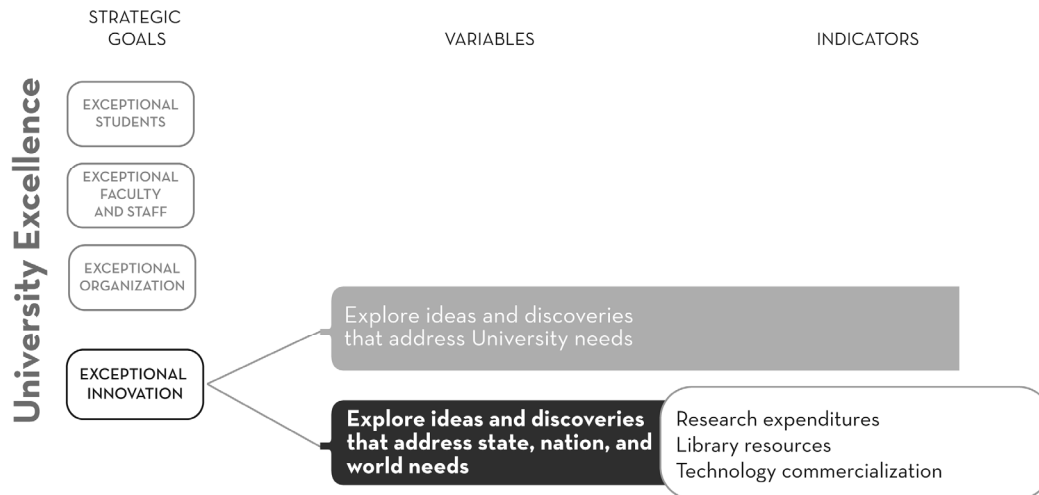 STRATEGIC
GOALS
VARIABLES
INDICATORS
University Excellence
EXCEPTIONAL
STUDENTS
EXCEPTIONAL
FACULTY
AND STAFF
EXCEPTIONAL
ORGANIZATION
EXCEPTIONAL
INNOVATION
Explore ideas and discoveries
that address University needs
Explore ideas and discoveries
that address state, nation, and
world needs
Research expenditures
Library resources
Technology commercialization